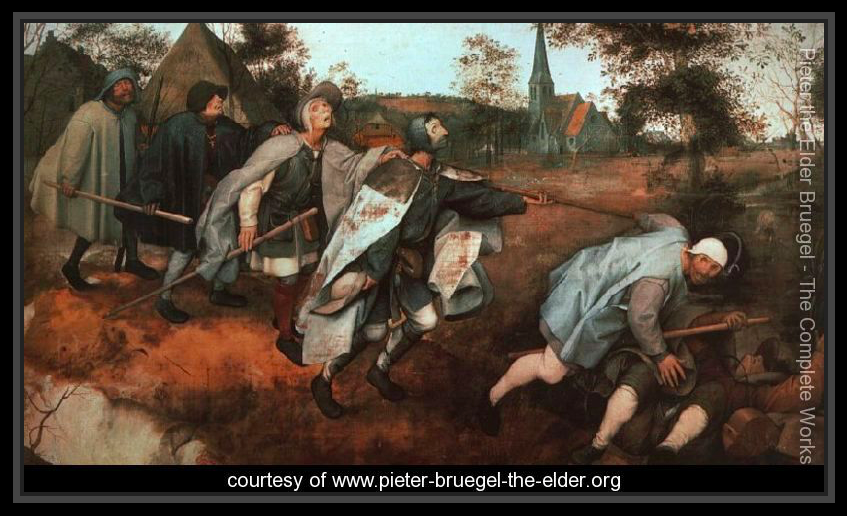 Pieter the Elder Bruegel - The Complete Works
courtesy of www.pieter-bruegel-the-elder.org